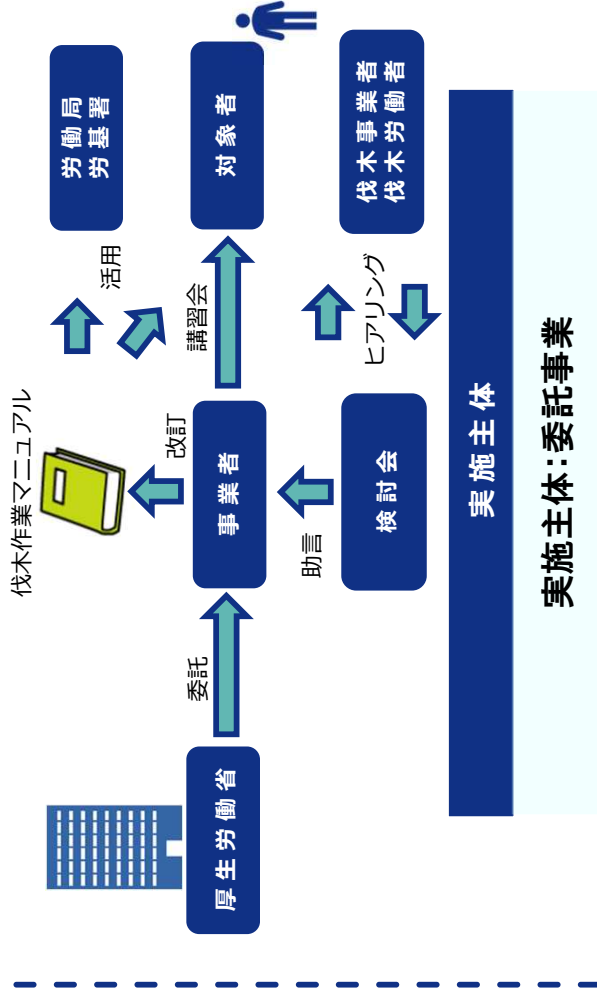 伐木作業マニュアル
厚生労働省
委託
事業者
改訂
助言
検討会
講習会
活用
ヒアリング
労働局
労基署
対象者
伐木事業者
伐木労働者
実施主体
実施主体：委託事業